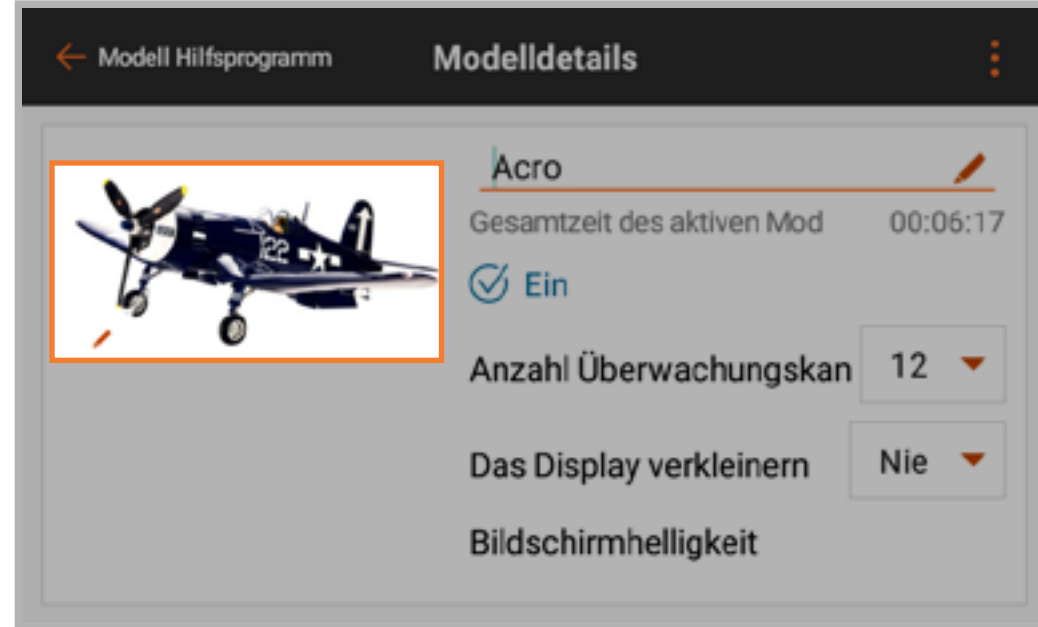 Modell Hilfsprogramm
Modelldetails
Acro
Gesamtzeit des aktiven Mod 00:06:17
Ein
122
Anzahl Überwachungskan 12
Das Display verkleinern Nie
Bildschirmhelligkeit